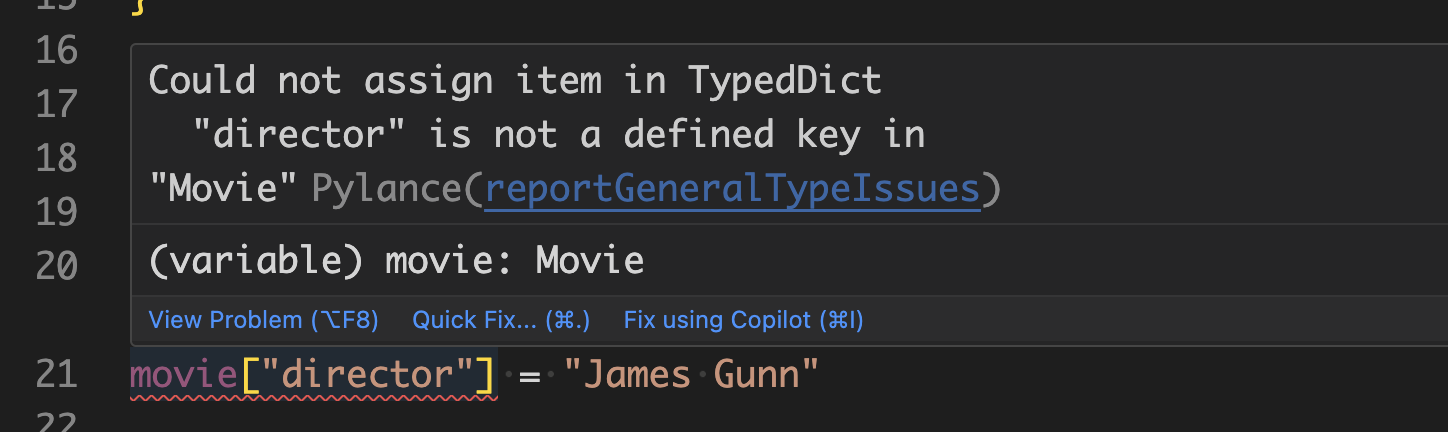 15 }
16
Could not assign item in TypedDict
17 "director" is not a defined key in
18
"Movie" Pylance(reportGeneralTypeIssues)
19
20 (variable) movie: Movie
View Problem (⌥F8) Quick Fix... (⌘.) Fix using Copilot (⌘I)
21 movie["director"] = "James Gunn"
22